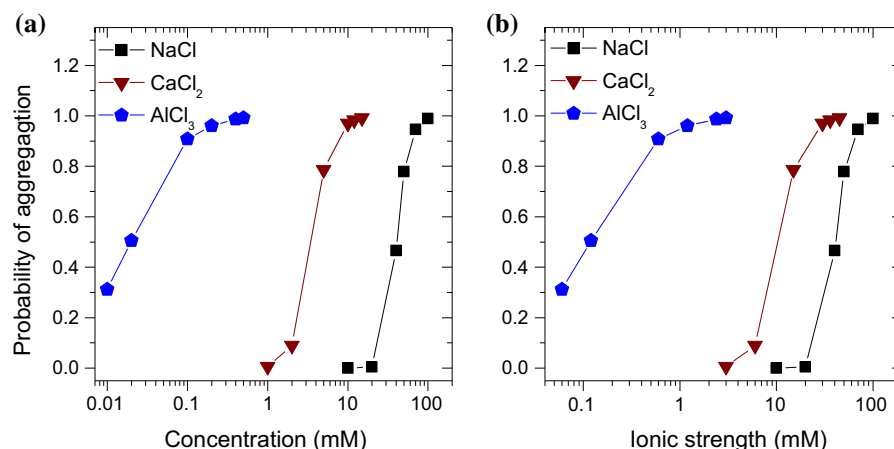 (a)
NaCl
CaCl2
AlCl3
1.2
1.0
0.8
0.6
0.4
0.2
0.0
Probability of aggregagtion
0.01 0.1 1 10 100
Concentration (mM)
(b)
NaCl
CaCl2
AlCl3
1.2
1.0
0.8
0.6
0.4
0.2
0.0
0.1 1 10 100
Ionic strength (mM)